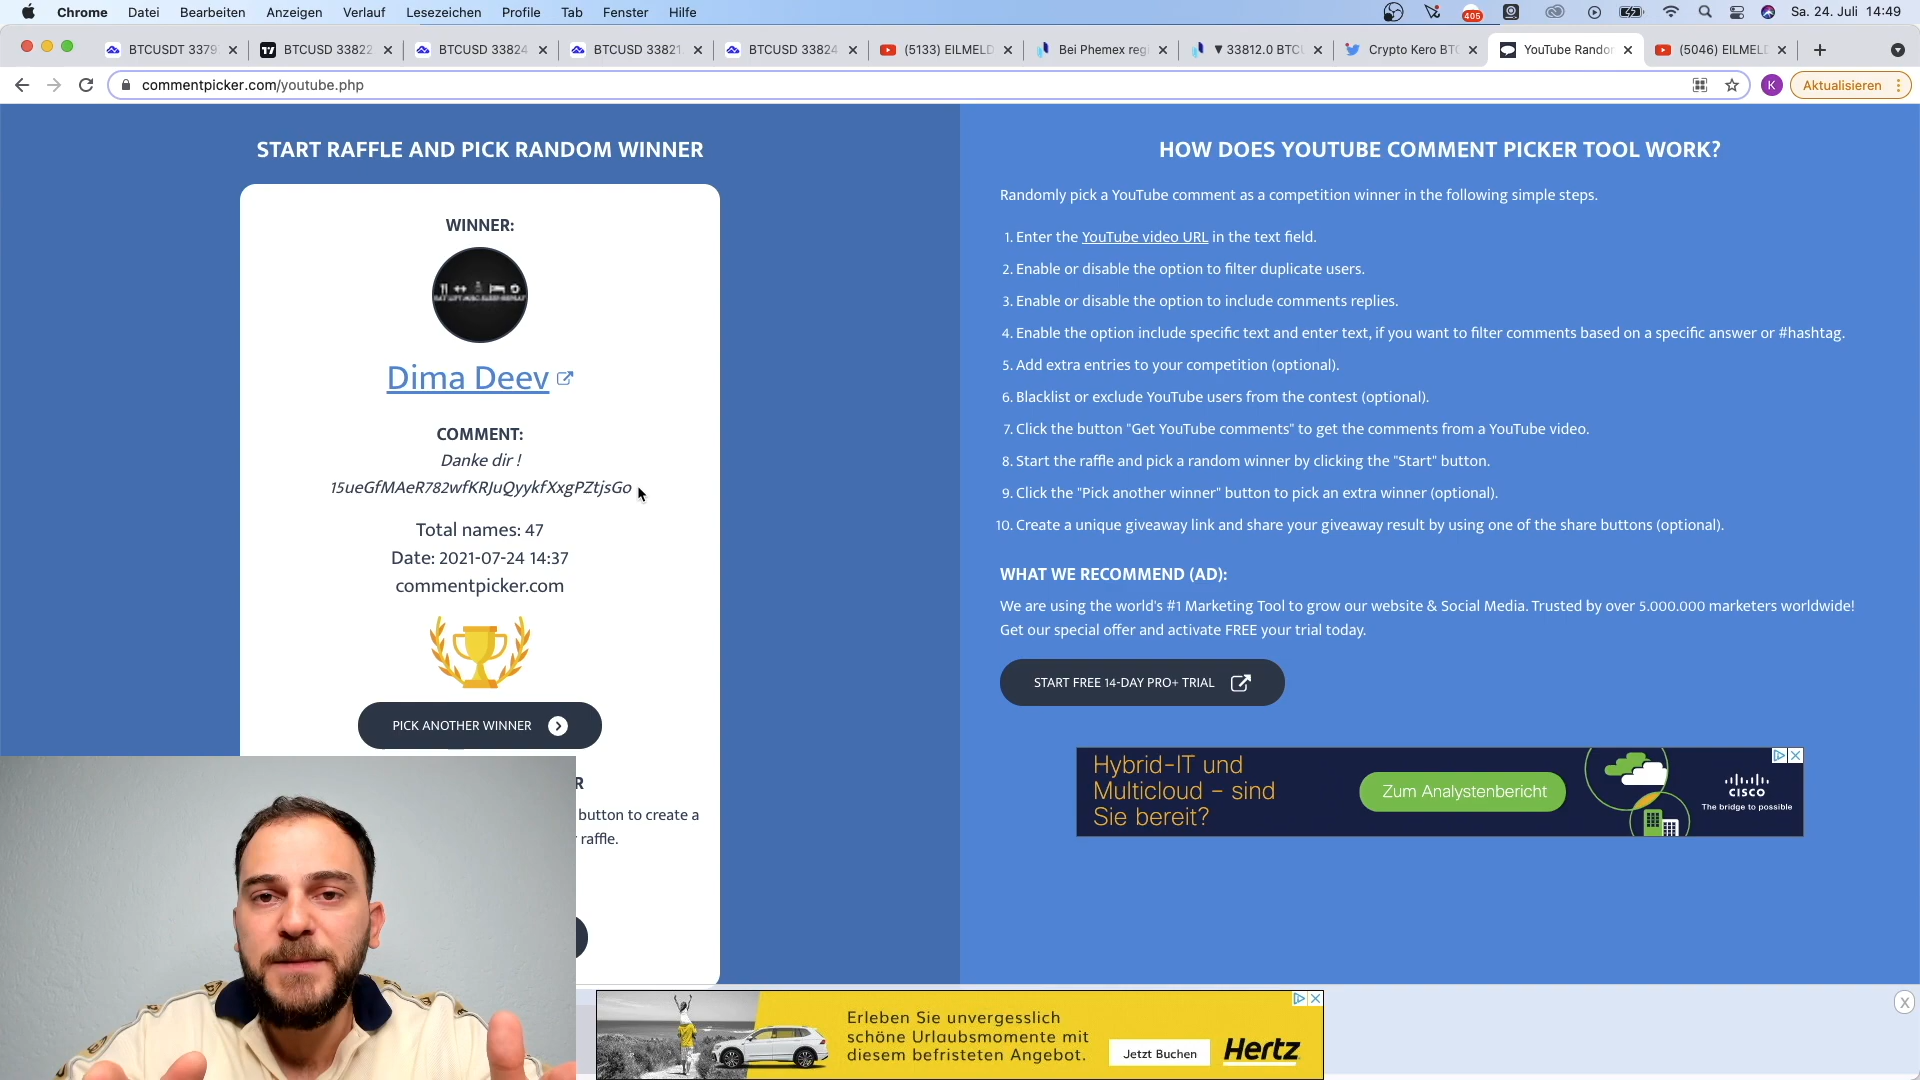 Chrome Datei Bearbeiten Anzeigen Verlauf Lesezeichen Profile Tab Fenster Hilfe 405 Sa. 24. Juli 14:49
BTCUSDT 3379 BTCUSD 33822 BTCUSD 33824 BTCUSD 33821 BTCUSD 33824 (5133) EILMELD Bei Phemex reg ▼ 33812.0 BTCU Crypto Kero BTC YouTube Rando (5046) EILMELD
commentpicker.com/youtube.php K Aktualisieren
START RAFFLE AND PICK RANDOM WINNER
WINNER:
Dima Deev
COMMENT:
Danke dir !
15ueGfMAeR782wfKRJuQyykfXxgPZtjsGo
Total names: 47
Date: 2021-07-24 14:37
commentpicker.com
PICK ANOTHER WINNER
R
button to create a
raffle.
HOW DOES YOUTUBE COMMENT PICKER TOOL WORK?
Randomly pick a YouTube comment as a competition winner in the following simple steps.
1. Enter the YouTube video URL in the text field.
2. Enable or disable the option to filter duplicate users.
3. Enable or disable the option to include comments replies.
4. Enable the option include specific text and enter text, if you want to filter comments based on a specific answer or #hashtag.
5. Add extra entries to your competition (optional).
6. Blacklist or exclude YouTube users from the contest (optional).
7. Click the button "Get YouTube comments" to get the comments from a YouTube video.
8. Start the raffle and pick a random winner by clicking the "Start" button.
9. Click the "Pick another winner" button to pick an extra winner (optional).
10. Create a unique giveaway link and share your giveaway result by using one of the share buttons (optional).
WHAT WE RECOMMEND (AD):
We are using the world's #1 Marketing Tool to grow our website & Social Media. Trusted by over 5.000.000 marketers worldwide!
Get our special offer and activate FREE your trial today.
START FREE 14-DAY PRO+ TRIAL
Hybrid-IT und
Multicloud – sind
Sie bereit?
Zum Analystenbericht
CISCO
The bridge to possible
Erleben Sie unvergesslich
schöne Urlaubsmomente mit
diesem befristeten Angebot.
Jetzt Buchen
Hertz
X